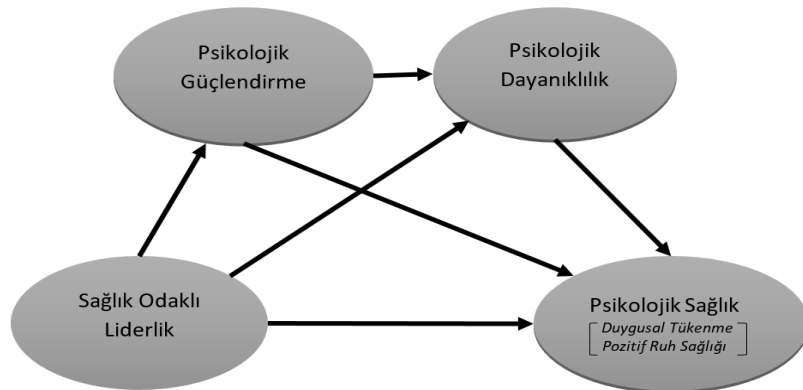 Psikolojik
Güçlendirme
Psikolojik
Dayanıklılık
Sağlık Odaklı
Liderlik
Psikolojik Sağlık
Duygusal Tükenme
Pozitif Ruh Sağlığı